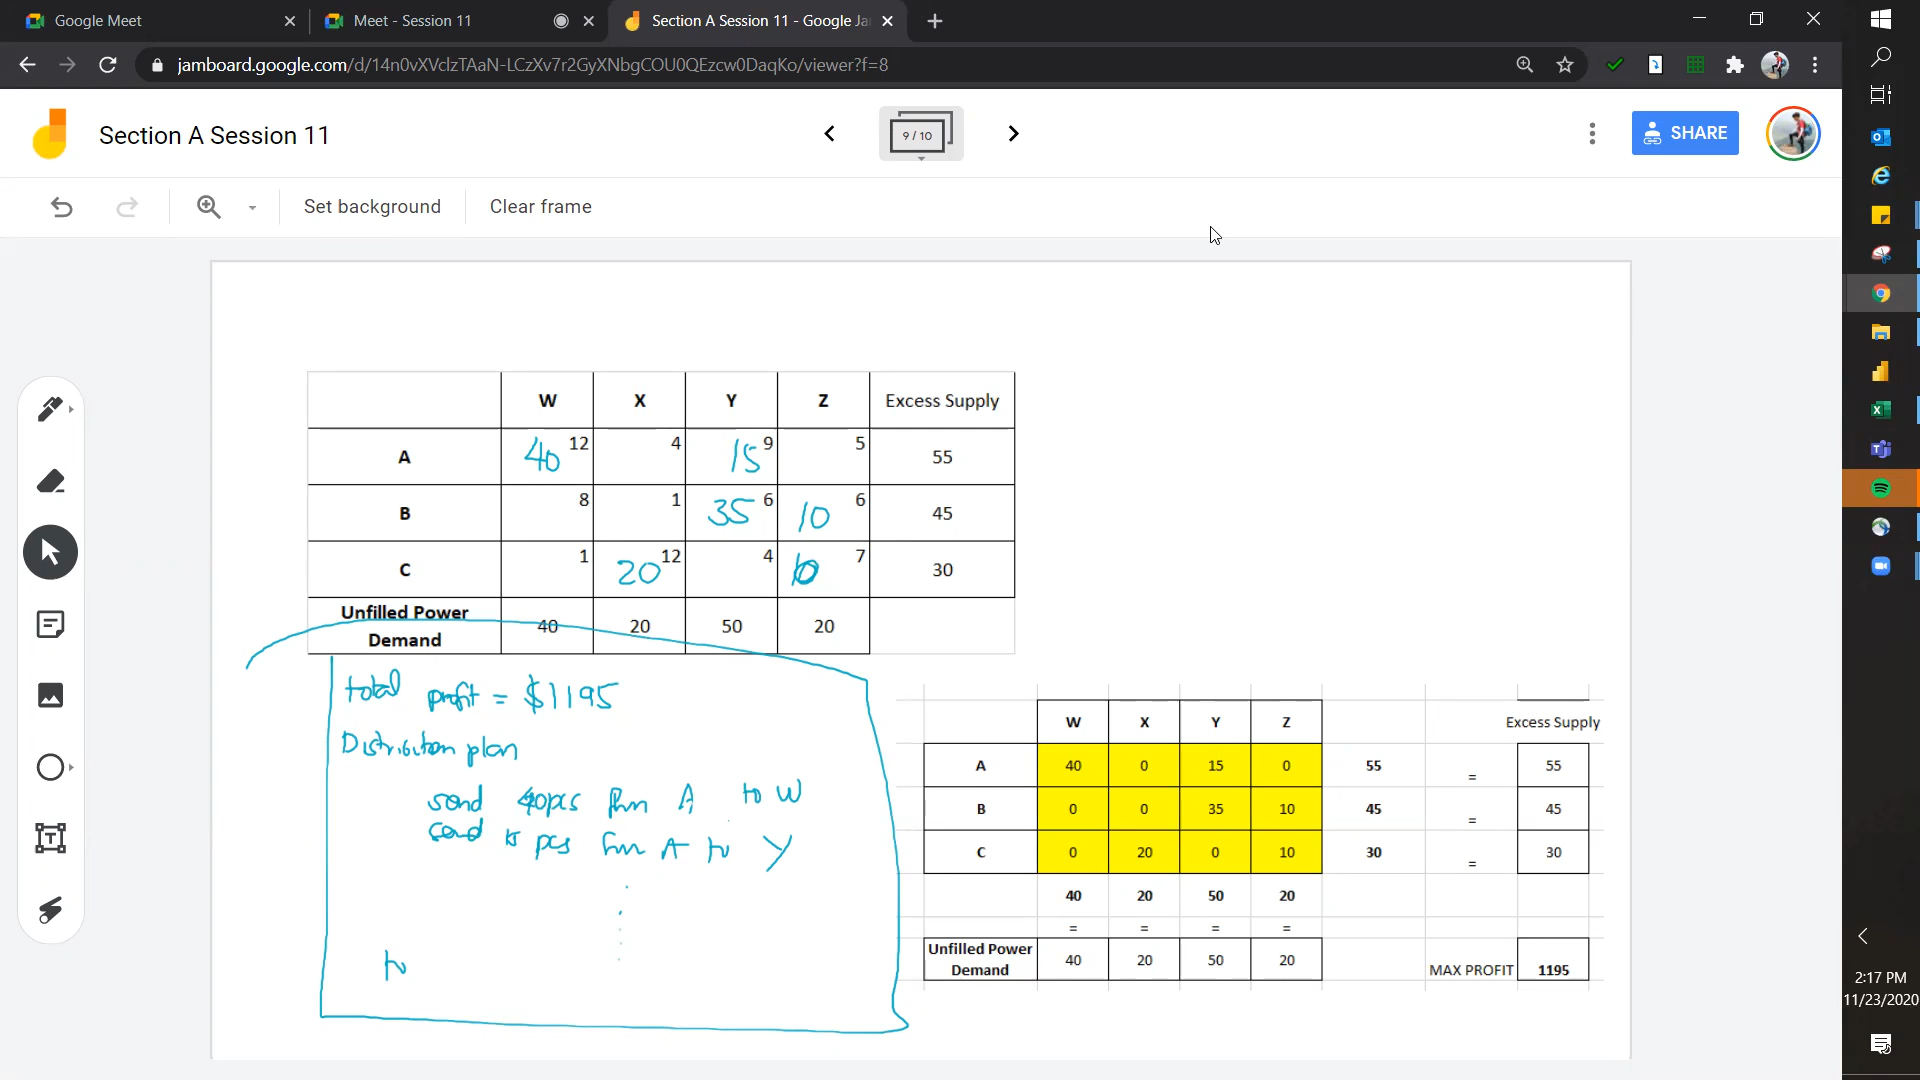 Google Meet
Meet - Session 11
Section A Session 11 - Google Ja
jamboard.google.com/d/14n0vXVclzTAaN-LCzXv7r2GyXNbgCOU0QEzcw0DaqKo/viewer?f=8
Section A Session 11
9 / 10
SHARE
Set background
Clear frame
W X Y Z Excess Supply
A 40 12 4 15 9 5 55
B 8 1 35 6 10 6 45
C 1 20 12 4 10 7 30
Unfilled Power
Demand 40 20 50 20
total profit = $1195
Distribution plan
send 40pcs from A to W
send 15 pcs from A to Y
to
W X Y Z Excess Supply
A 40 0 15 0 55 = 55
B 0 0 35 10 45 = 45
C 0 20 0 10 30 = 30
40 20 50 20
= = = =
Unfilled Power
Demand 40 20 50 20 MAX PROFIT 1195
2:17 PM
11/23/2020